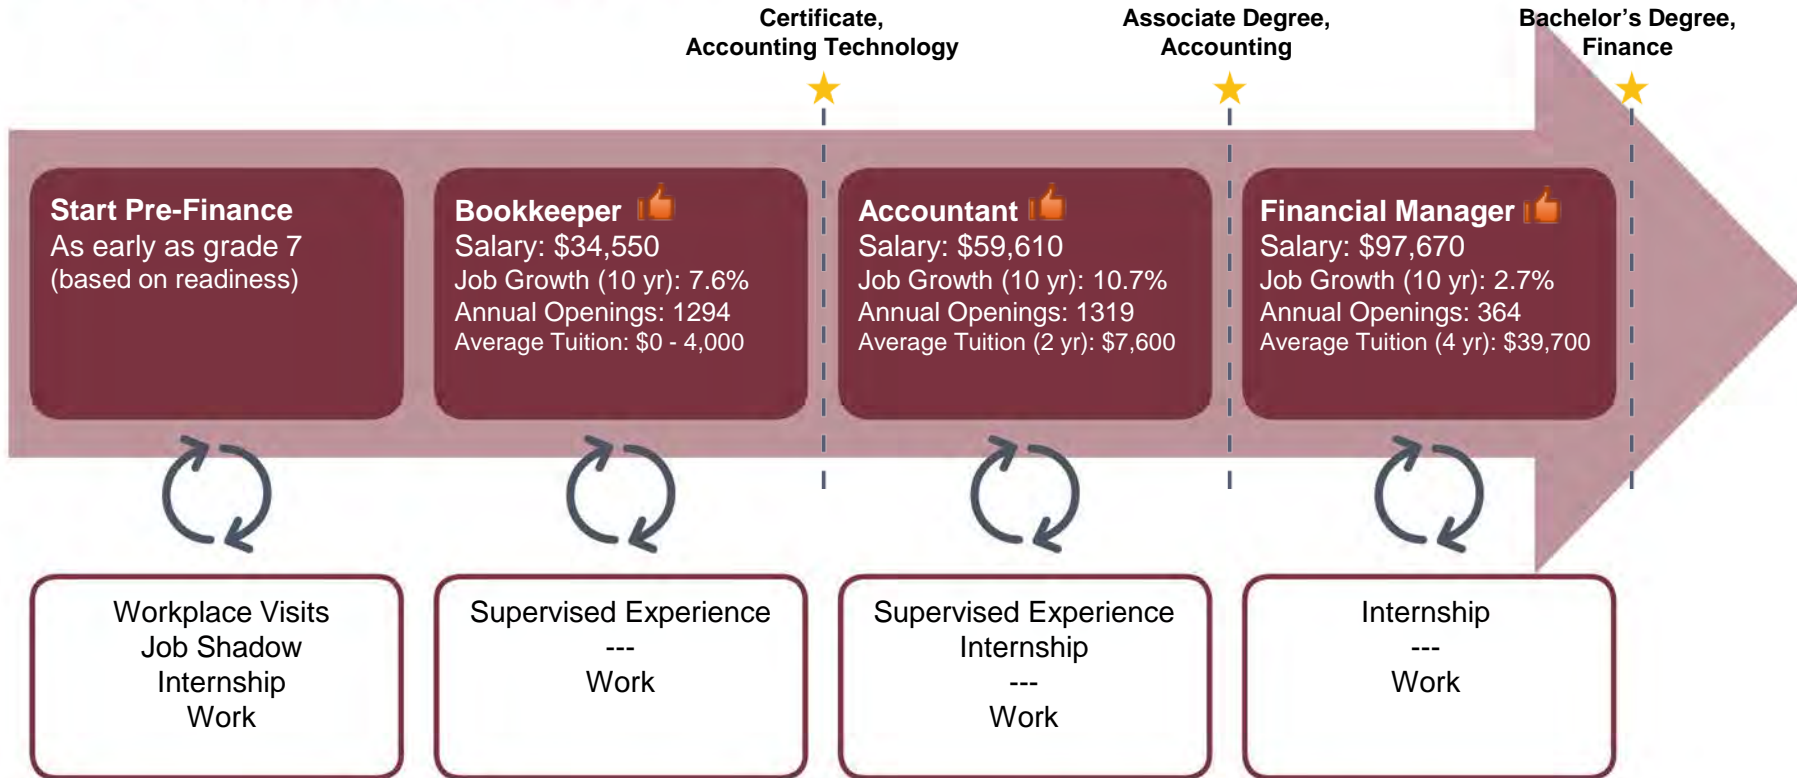 Certificate,
Accounting Technology
Associate Degree,
Accounting
Bachelor's Degree,
Finance
Start Pre-Finance
As early as grade 7
(based on readiness)
Bookkeeper
Salary: $34,550
Job Growth (10 yr): 7.6%
Annual Openings: 1294
Average Tuition: $0 - 4,000
Accountant
Salary: $59,610
Job Growth (10 yr): 10.7%
Annual Openings: 1319
Average Tuition (2 yr): $7,600
Financial Manager
Salary: $97,670
Job Growth (10 yr): 2.7%
Annual Openings: 364
Average Tuition (4 yr): $39,700
Workplace Visits
Job Shadow
Internship
Work
Supervised Experience
---
Work
Supervised Experience
Internship
---
Work
Internship
---
Work